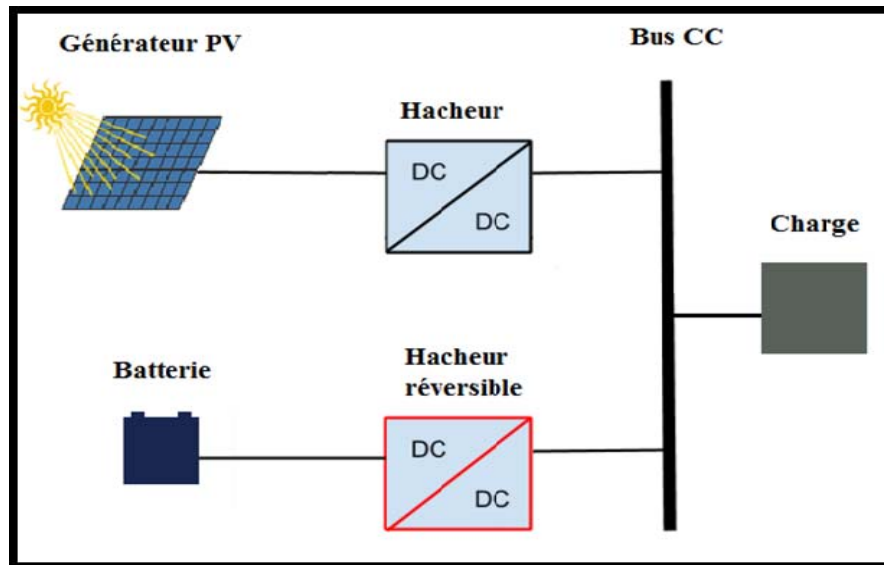 Générateur PV
Bus CC
Hacheur
DC
DC
Charge
Batterie
Hacheur
réversible
DC
DC